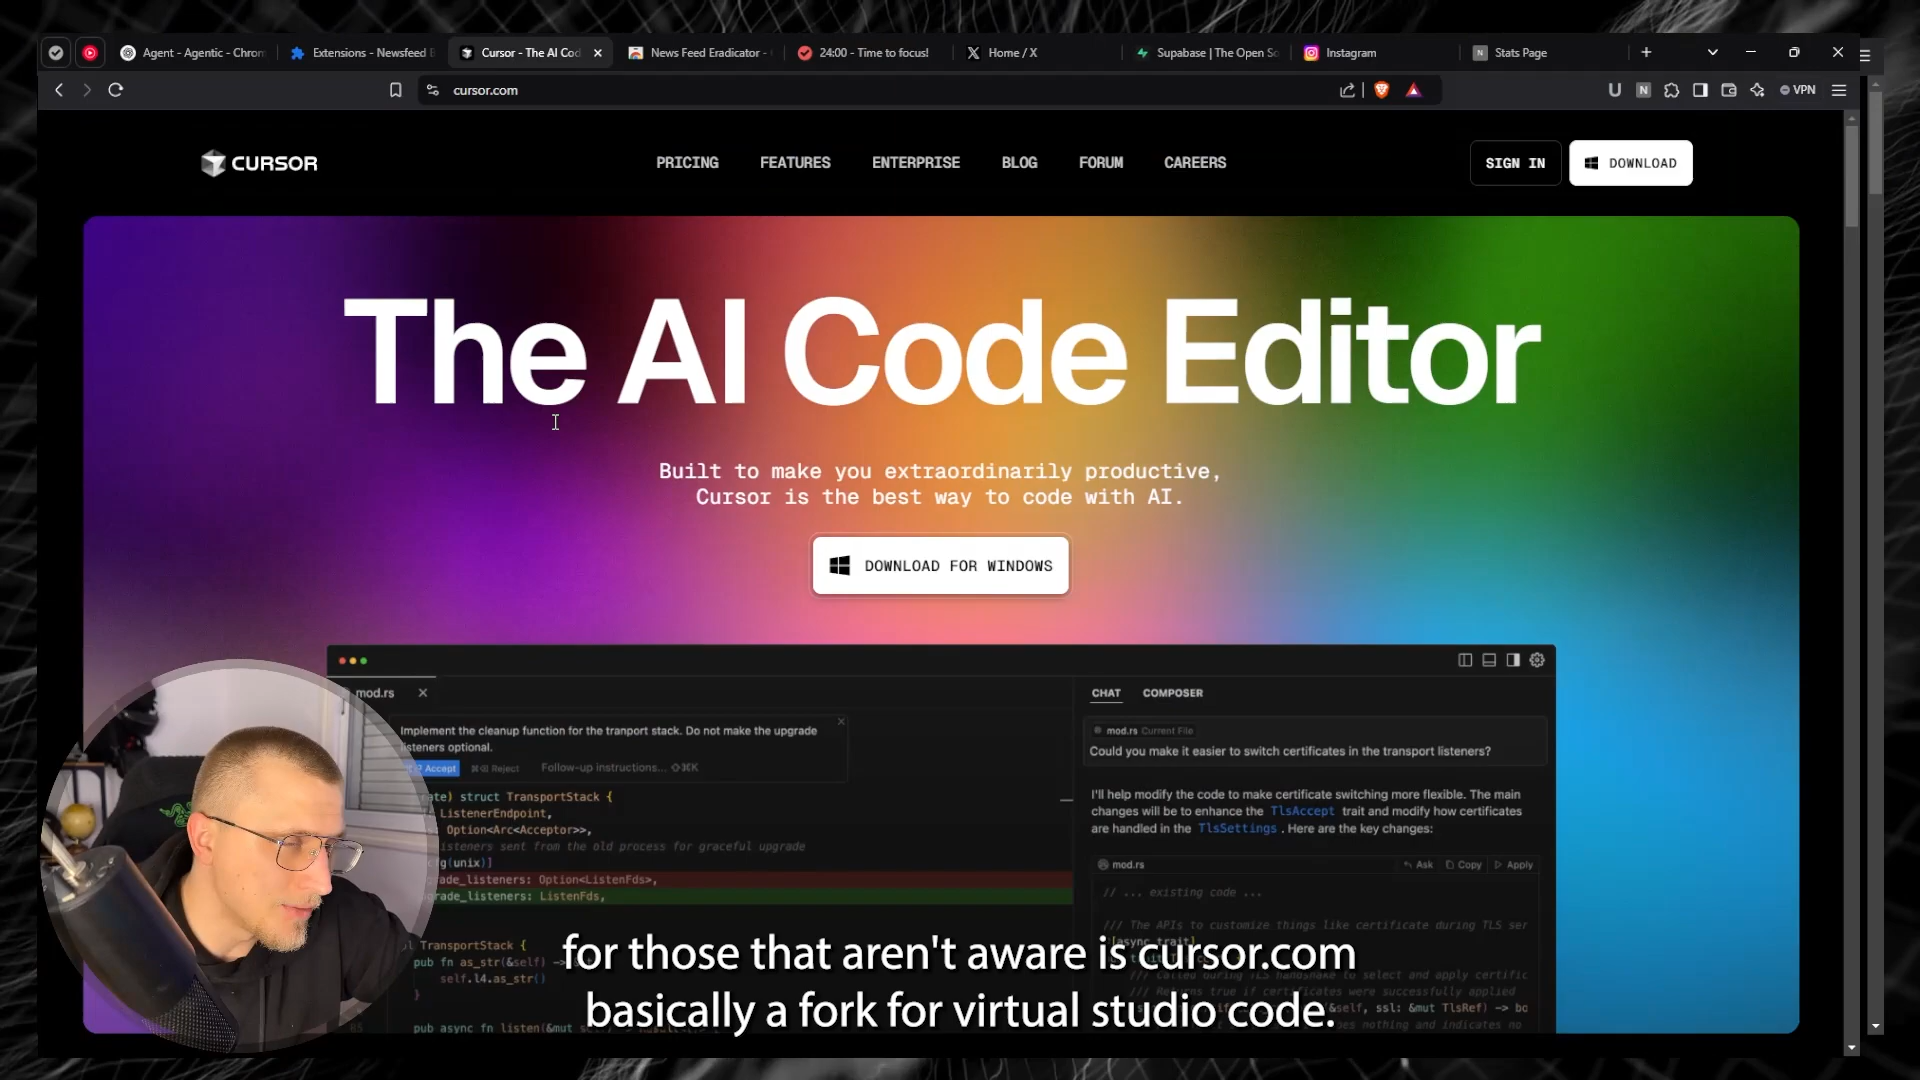 Agent - Agentic - Chrom
Extensions - Newsfeed E
Cursor - The AI Cod
News Feed Eradicator -
24:00 - Time to focus!
Home / X
Supabase | The Open So
Instagram
Stats Page
cursor.com
VPN
CURSOR
PRICING
FEATURES
ENTERPRISE
BLOG
FORUM
CAREERS
SIGN IN
DOWNLOAD
The AI Code Editor
Built to make you extraordinarily productive,
Cursor is the best way to code with AI.
DOWNLOAD FOR WINDOWS
mod.rs
Implement the cleanup function for the tranport stack. Do not make the upgrade
listeners optional.
Accept
Reject
Follow-up instructions... ⇧⌘K
struct TransportStack {
ListenerEndpoint,
Option<Arc<Acceptor>>,
isteners sent from the old process for graceful upgrade
cfg(unix)]
grade_listeners: Option<ListenFds>,
grade_listeners: ListenFds,
TransportStack {
pub fn as_str(&self) ->
self.l4.as_str()
}
pub async fn listen(&mut
CHAT
COMPOSER
mod.rs Current File
Could you make it easier to switch certificates in the transport listeners?
I'll help modify the code to make certificate switching more flexible. The main
changes will be to enhance the TlsAccept trait and modify how certificates
are handled in the TlsSettings . Here are the key changes:
mod.rs
Ask
Copy
Apply
// ... existing code ...
/// The APIs to customize things like certificate during TLS ser
[async_trait]
for those that aren't aware is cursor.com
basically a fork for virtual studio code.